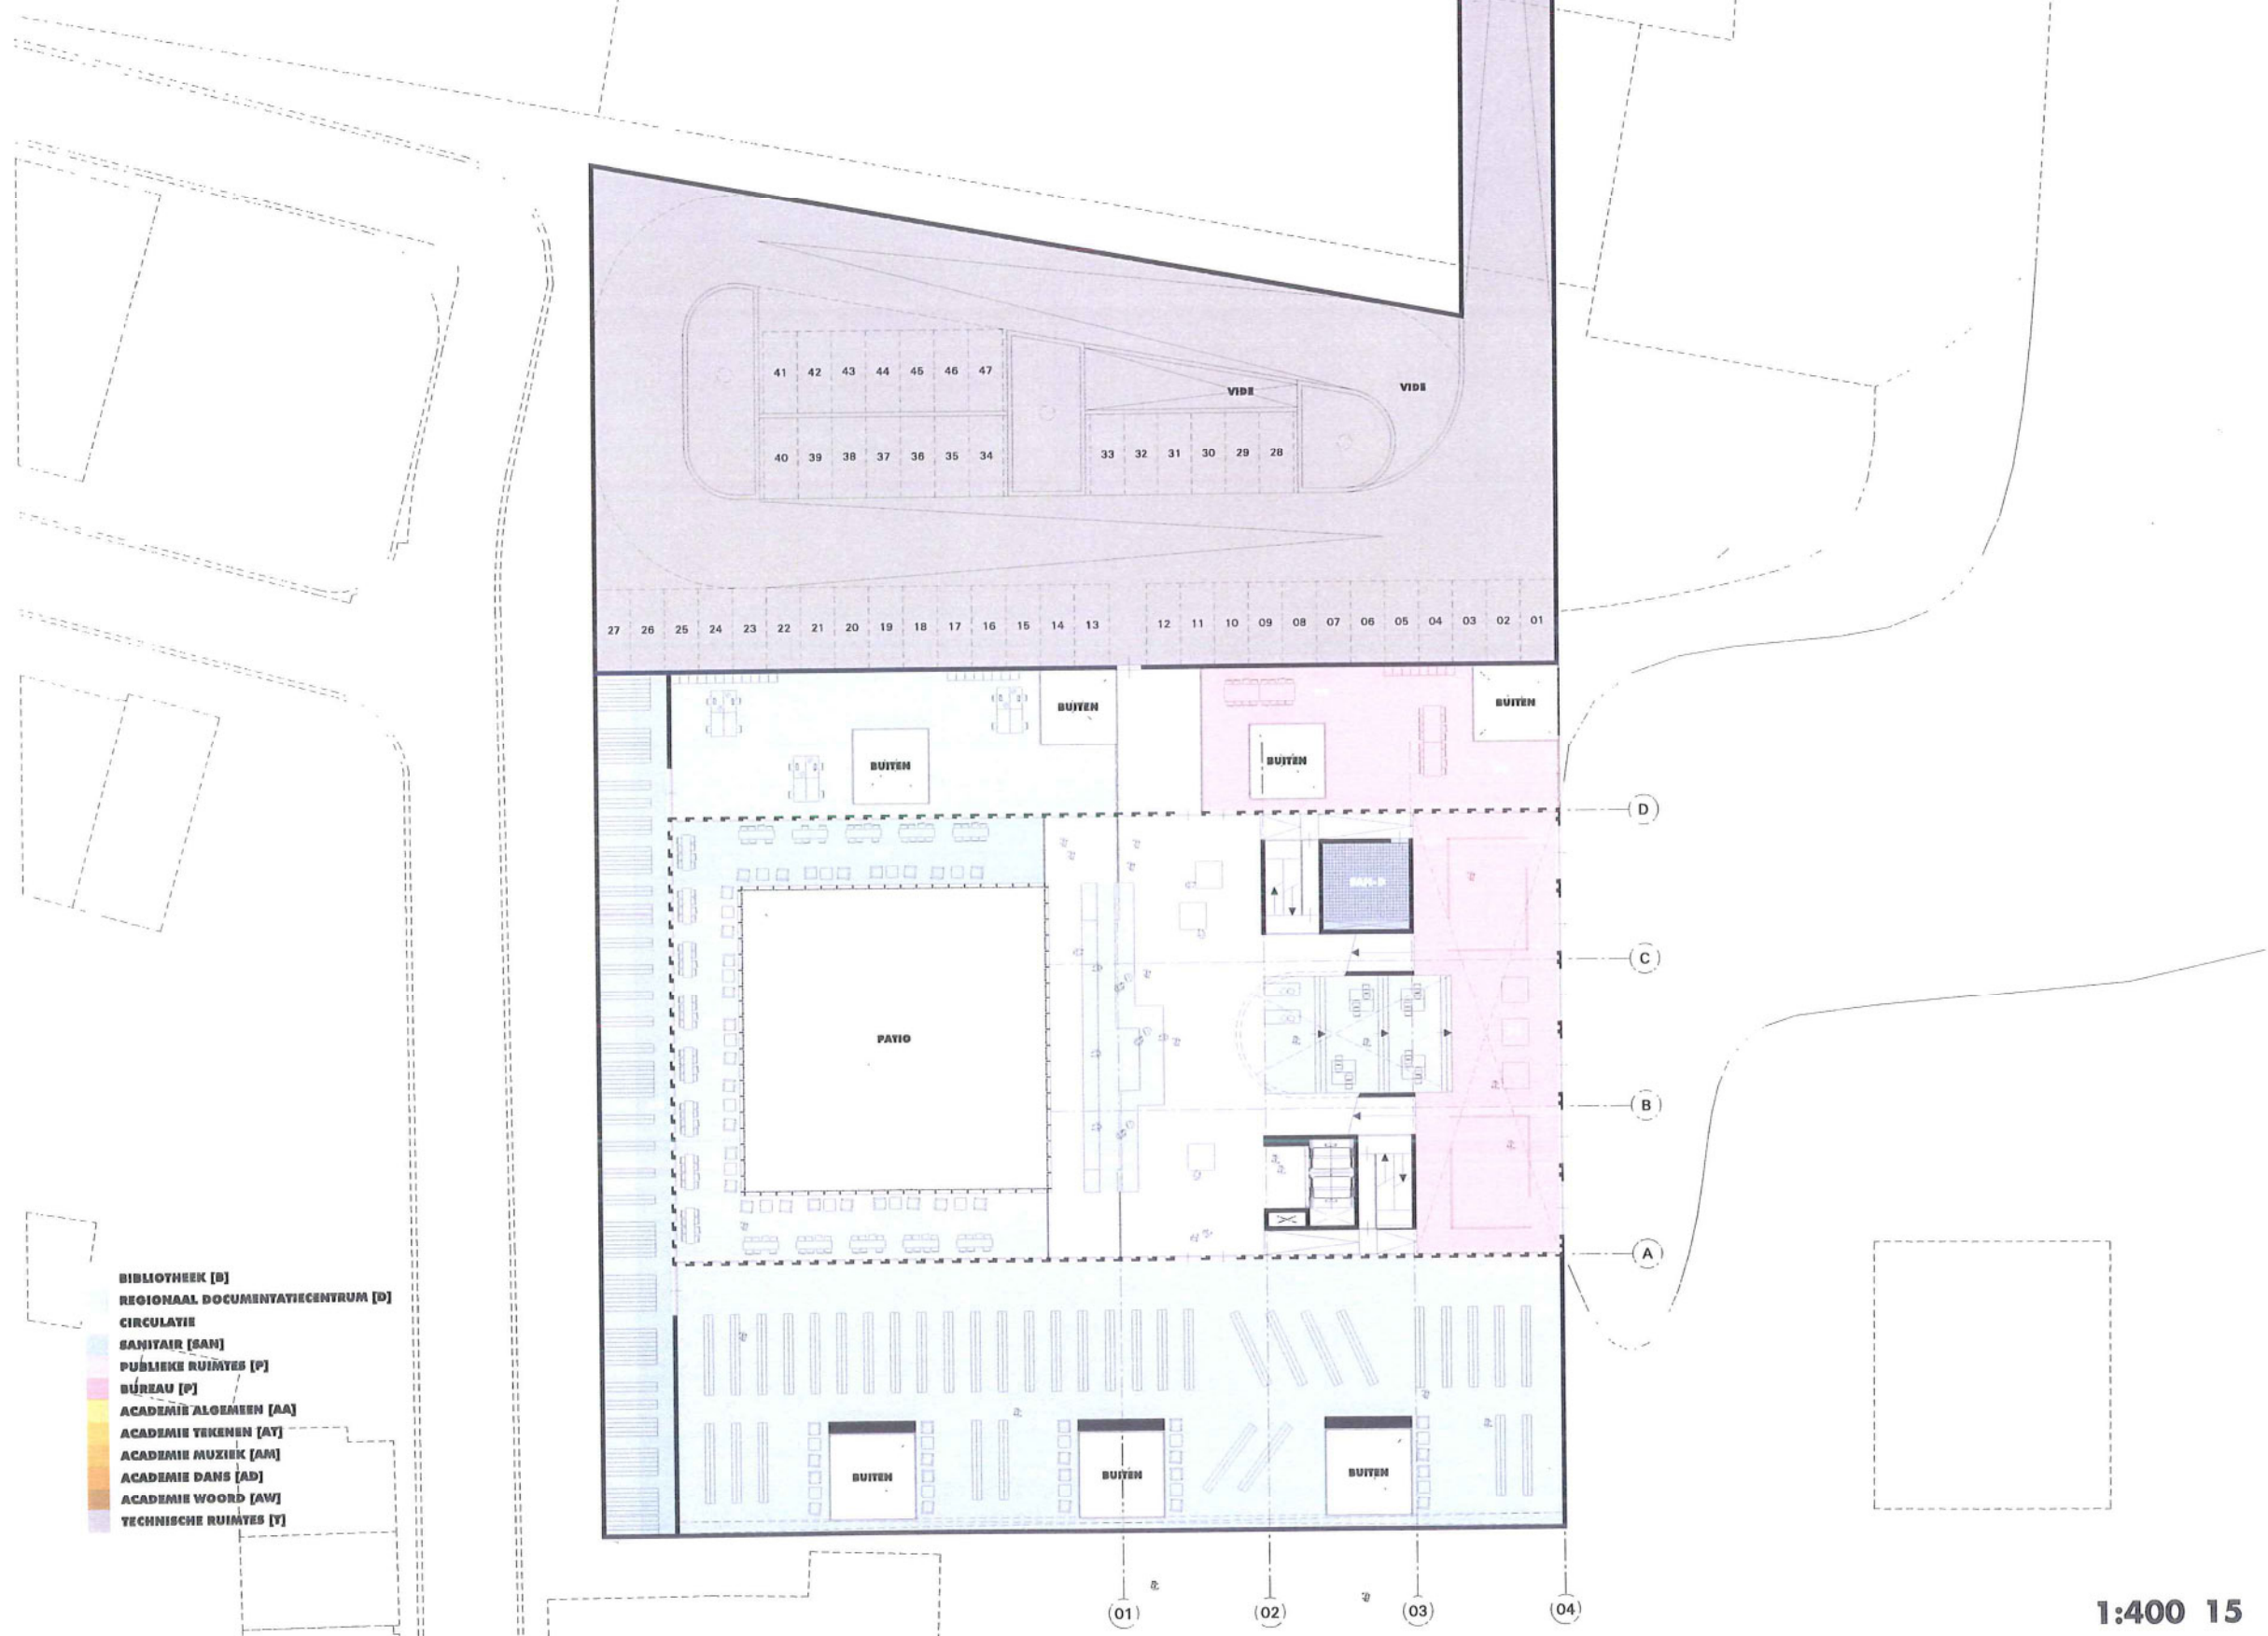 41 42 43 44 45 46 47
VIDE
VIDE
40 39 38 37 36 35 34
33 32 31 30 29 28
27 26 25 24 23 22 21 20 19 18 17 16 15 14 13 12 11 10 09 08 07 06 05 04 03 02 01
BUITEN
BUITEN
BUITEN
BUITEN
D
C
PATIO
B
A
BIBLIOTHEEK [B]
REGIONAAL DOCUMENTATIECENTRUM [D]
CIRCULATIE
SANITAIR [SAN]
PUBLIEKE RUIMTES [P]
BUREAU [P]
ACADEMIE ALGEMEEN [AA]
ACADEMIE TEKENEN [AT]
ACADEMIE MUZIEK [AM]
ACADEMIE DANS [AD]
ACADEMIE WOORD [AW]
TECHNISCHE RUIMTES [T]
BUITEN
BUITEN
BUITEN
(01) (02) (03) (04)
1:400 15